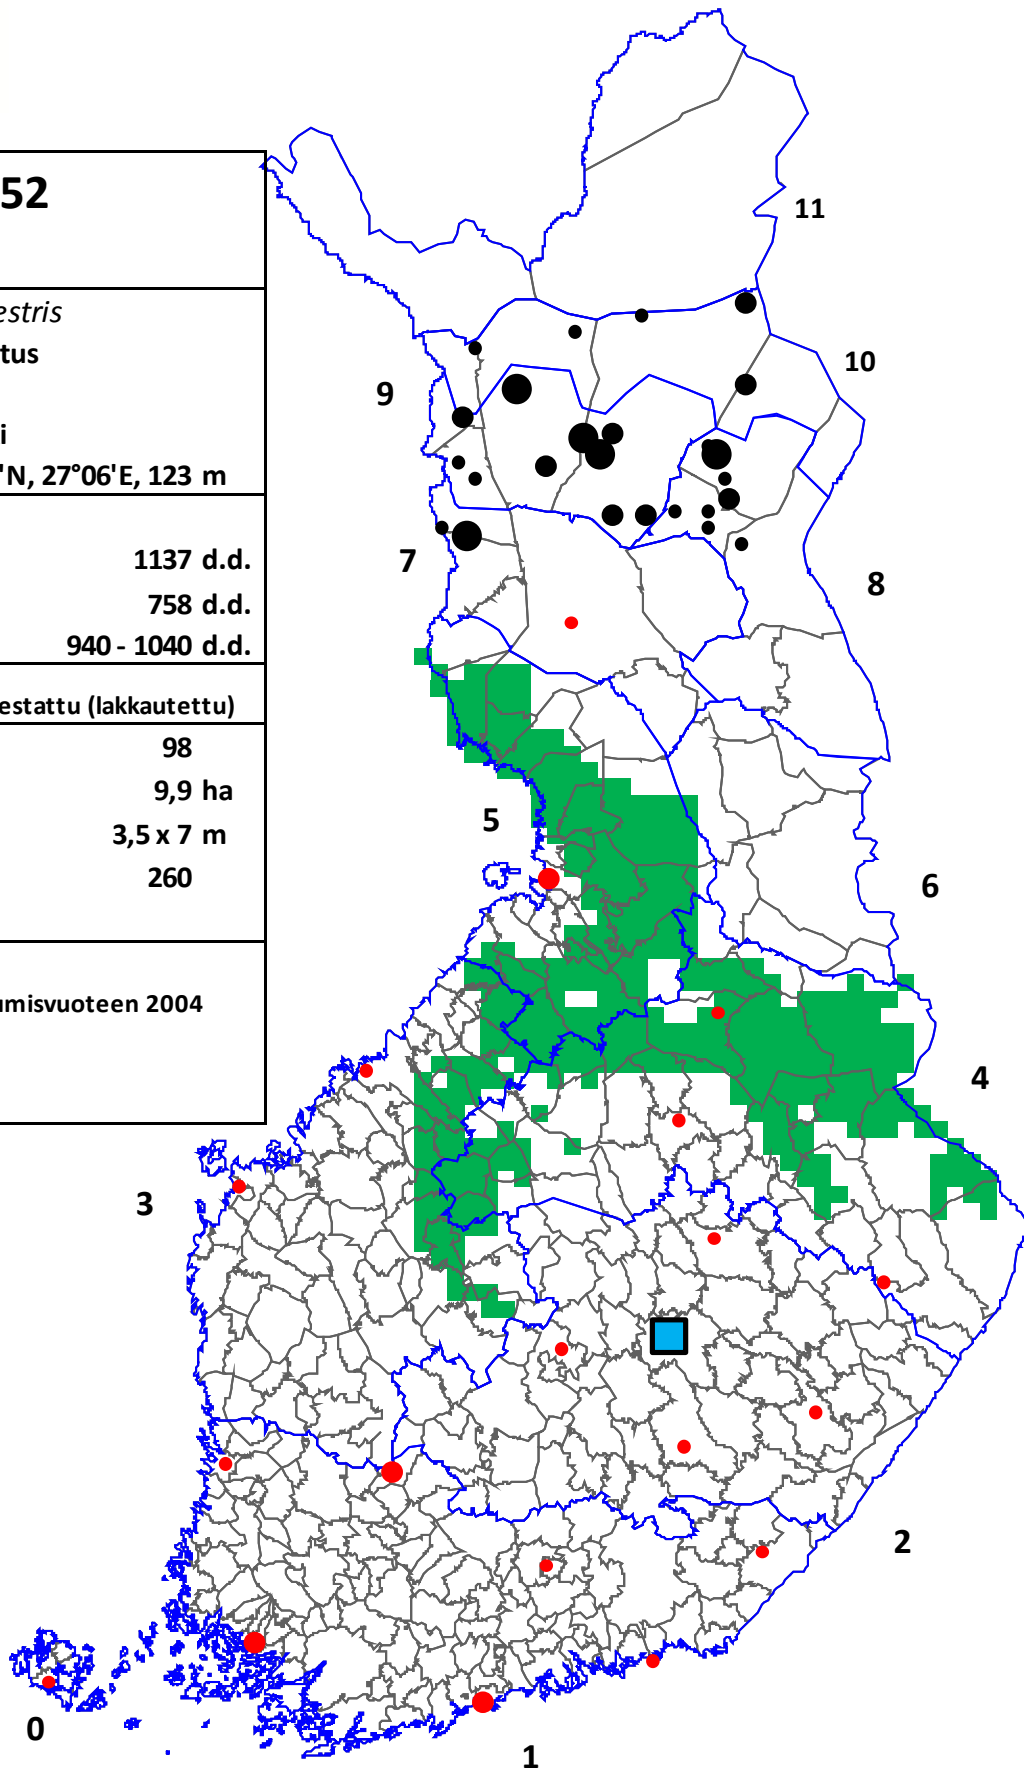 52
estris
tus
i
'N, 27°06'E, 123 m
1137 d.d.
758 d.d.
940 - 1040 d.d.
estattu (lakkautettu)
98
9,9 ha
3,5 x 7 m
260
umisvuoteen 2004
11
10
9
7
8
5
6
4
3
2
0
1